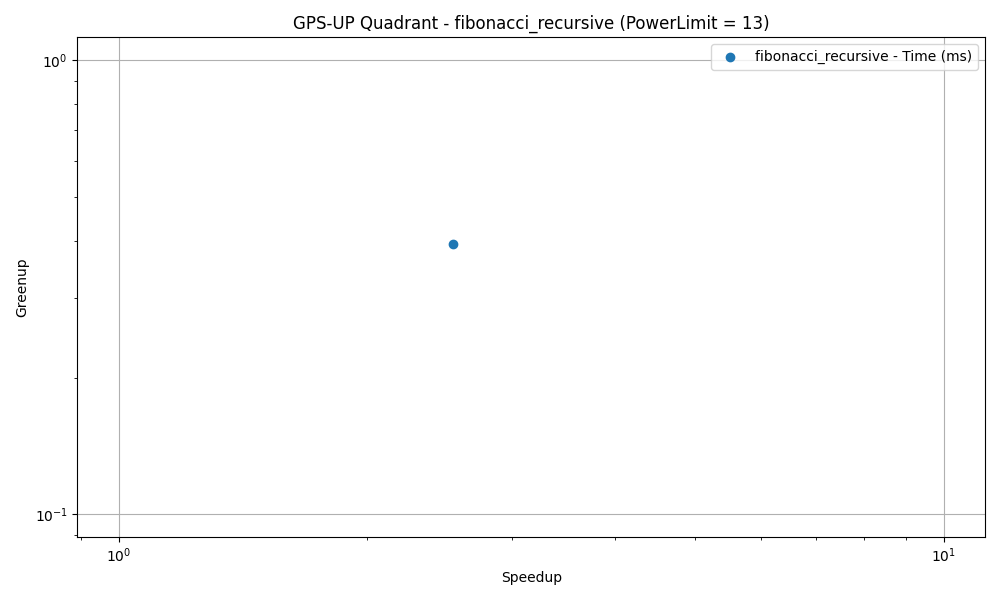 GPS-UP Quadrant - fibonacci_recursive (PowerLimit = 13)
fibonacci_recursive - Time (ms)
10⁰
Greenup
10⁻¹
10⁰
10¹
Speedup